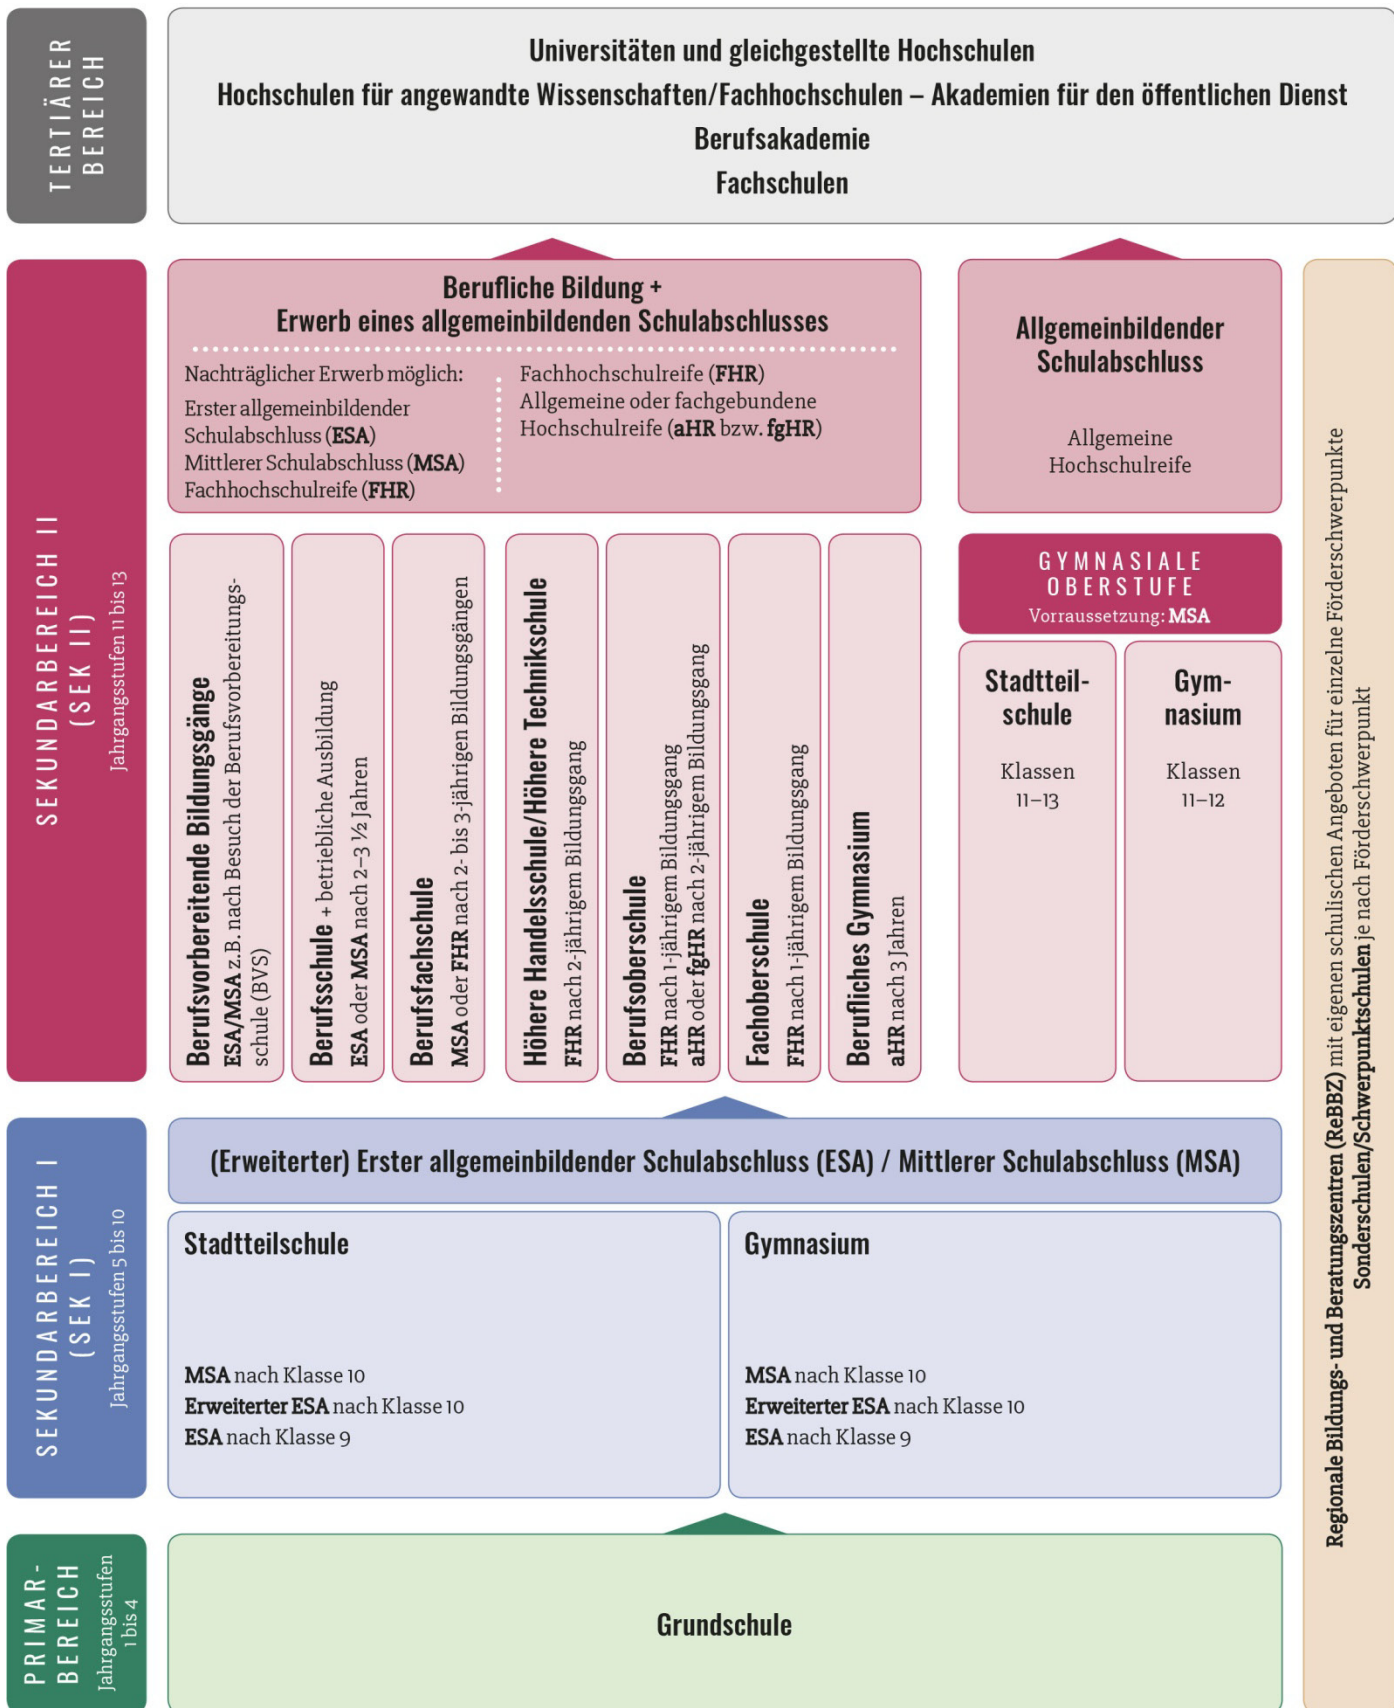 TERTIÄRER
BEREICH
Universitäten und gleichgestellte Hochschulen
Hochschulen für angewandte Wissenschaften/Fachhochschulen – Akademien für den öffentlichen Dienst
Berufsakademie
Fachschulen
SEKUNDARBEREICH II
(SEK II)
Jahrgangsstufen 11 bis 13
Berufliche Bildung +
Erwerb eines allgemeinbildenden Schulabschlusses
Nachträglicher Erwerb möglich:
Erster allgemeinbildender
Schulabschluss (ESA)
Mittlerer Schulabschluss (MSA)
Fachhochschulreife (FHR)
Fachhochschulreife (FHR)
Allgemeine oder fachgebundene
Hochschulreife (aHR bzw. fgHR)
Allgemeinbildender
Schulabschluss
Allgemeine
Hochschulreife
Berufsvorbereitende Bildungsgänge
ESA/MSA z.B. nach Besuch der Berufsvorbereitungs-
schule (BVS)
Berufsschule + betriebliche Ausbildung
ESA oder MSA nach 2–3 ½ Jahren
Berufsfachschule
MSA oder FHR nach 2- bis 3-jährigen Bildungsgängen
Höhere Handelsschule/Höhere Technikschule
FHR nach 2-jährigem Bildungsgang
Berufsoberschule
FHR nach 1-jährigem Bildungsgang
aHR oder fgHR nach 2-jährigem Bildungsgang
Fachoberschule
FHR nach 1-jährigem Bildungsgang
Berufliches Gymnasium
aHR nach 3 Jahren
GYMNASIALE
OBERSTUFE
Vorraussetzung: MSA
Stadtteil-
schule
Klassen
11–13
Gym-
nasium
Klassen
11–12
Regionale Bildungs- und Beratungszentren (ReBBZ) mit eigenen schulischen Angeboten für einzelne Förderschwerpunkte
Sonderschulen/Schwerpunktschulen je nach Förderschwerpunkt
SEKUNDARBEREICH I
(SEK I)
Jahrgangsstufen 5 bis 10
(Erweiterter) Erster allgemeinbildender Schulabschluss (ESA) / Mittlerer Schulabschluss (MSA)
Stadtteilschule
MSA nach Klasse 10
Erweiterter ESA nach Klasse 10
ESA nach Klasse 9
Gymnasium
MSA nach Klasse 10
Erweiterter ESA nach Klasse 10
ESA nach Klasse 9
PRIMAR-
BEREICH
Jahrgangsstufen
1 bis 4
Grundschule